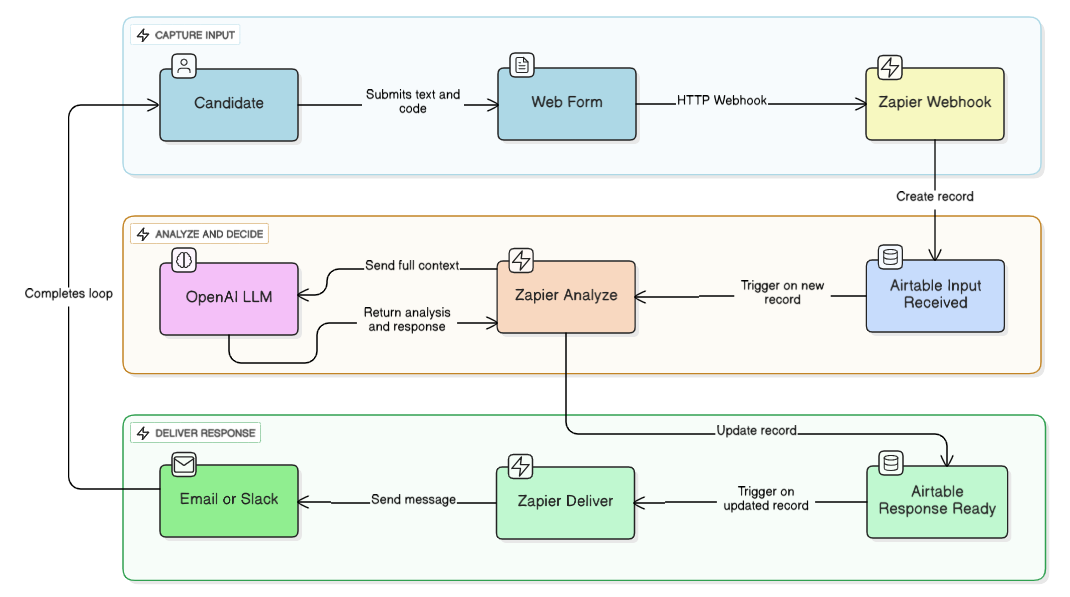 CAPTURE INPUT
Candidate
Submits text and
code
Web Form
HTTP Webhook
Zapier Webhook
Create record
ANALYZE AND DECIDE
OpenAI LLM
Send full context
Return analysis
and response
Zapier Analyze
Trigger on new
record
Airtable Input
Received
Completes loop
Update record
DELIVER RESPONSE
Email or Slack
Send message
Zapier Deliver
Trigger on
updated record
Airtable
Response Ready